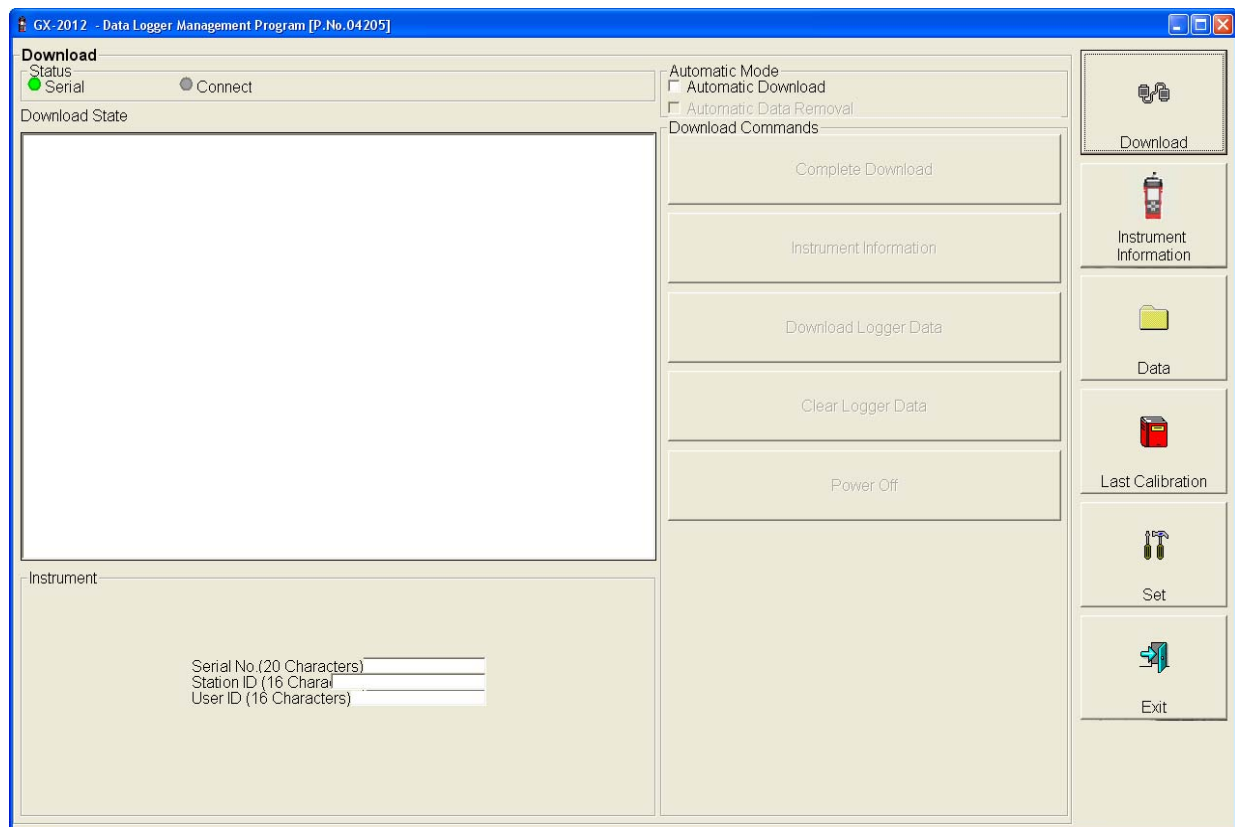 GX-2012 - Data Logger Management Program [P.No.04205]
Download
Status
Serial
Connect
Download State
Automatic Mode
Automatic Download
Automatic Data Removal
Download Commands
Complete Download
Instrument Information
Download Logger Data
Clear Logger Data
Power Off
Instrument
Serial No.(20 Characters)
Station ID (16 Chara
User ID (16 Characters)
Download
Instrument
Information
Data
Last Calibration
Set
Exit